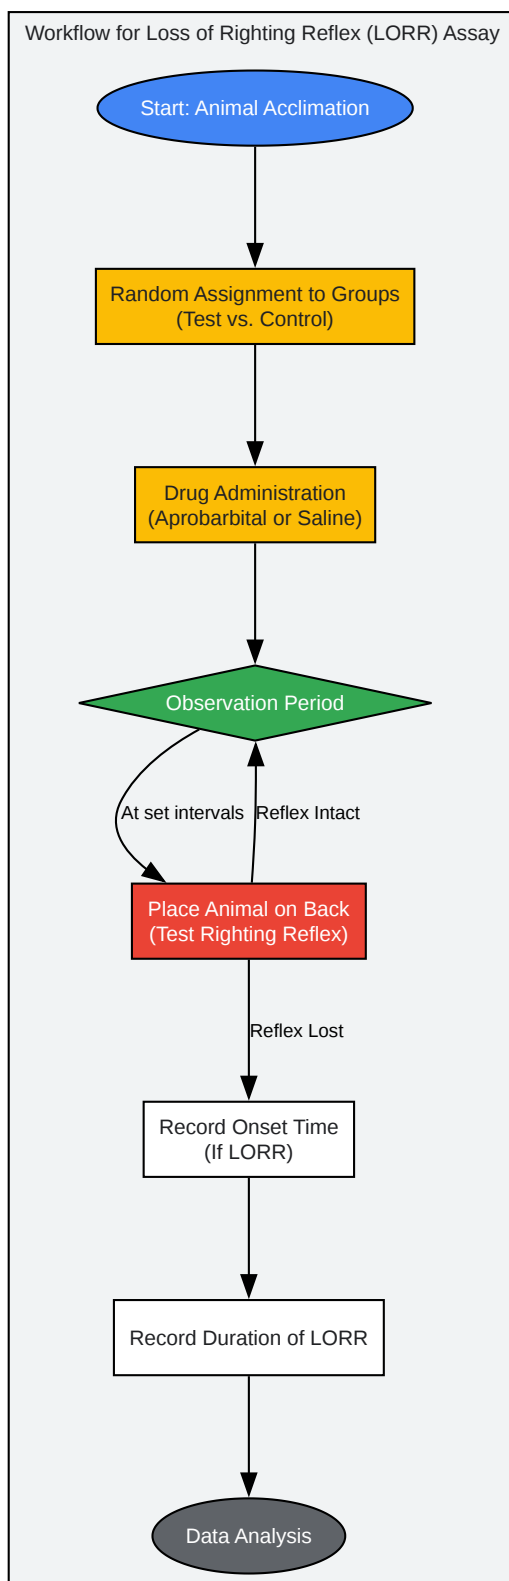 Workflow for Loss of Righting Reflex (LORR) Assay
Start: Animal Acclimation
Random Assignment to Groups
(Test vs. Control)
Drug Administration
(Aprobarbital or Saline)
Observation Period
At set intervals
Reflex Intact
Place Animal on Back
(Test Righting Reflex)
Reflex Lost
Record Onset Time
(If LORR)
Record Duration of LORR
Data Analysis